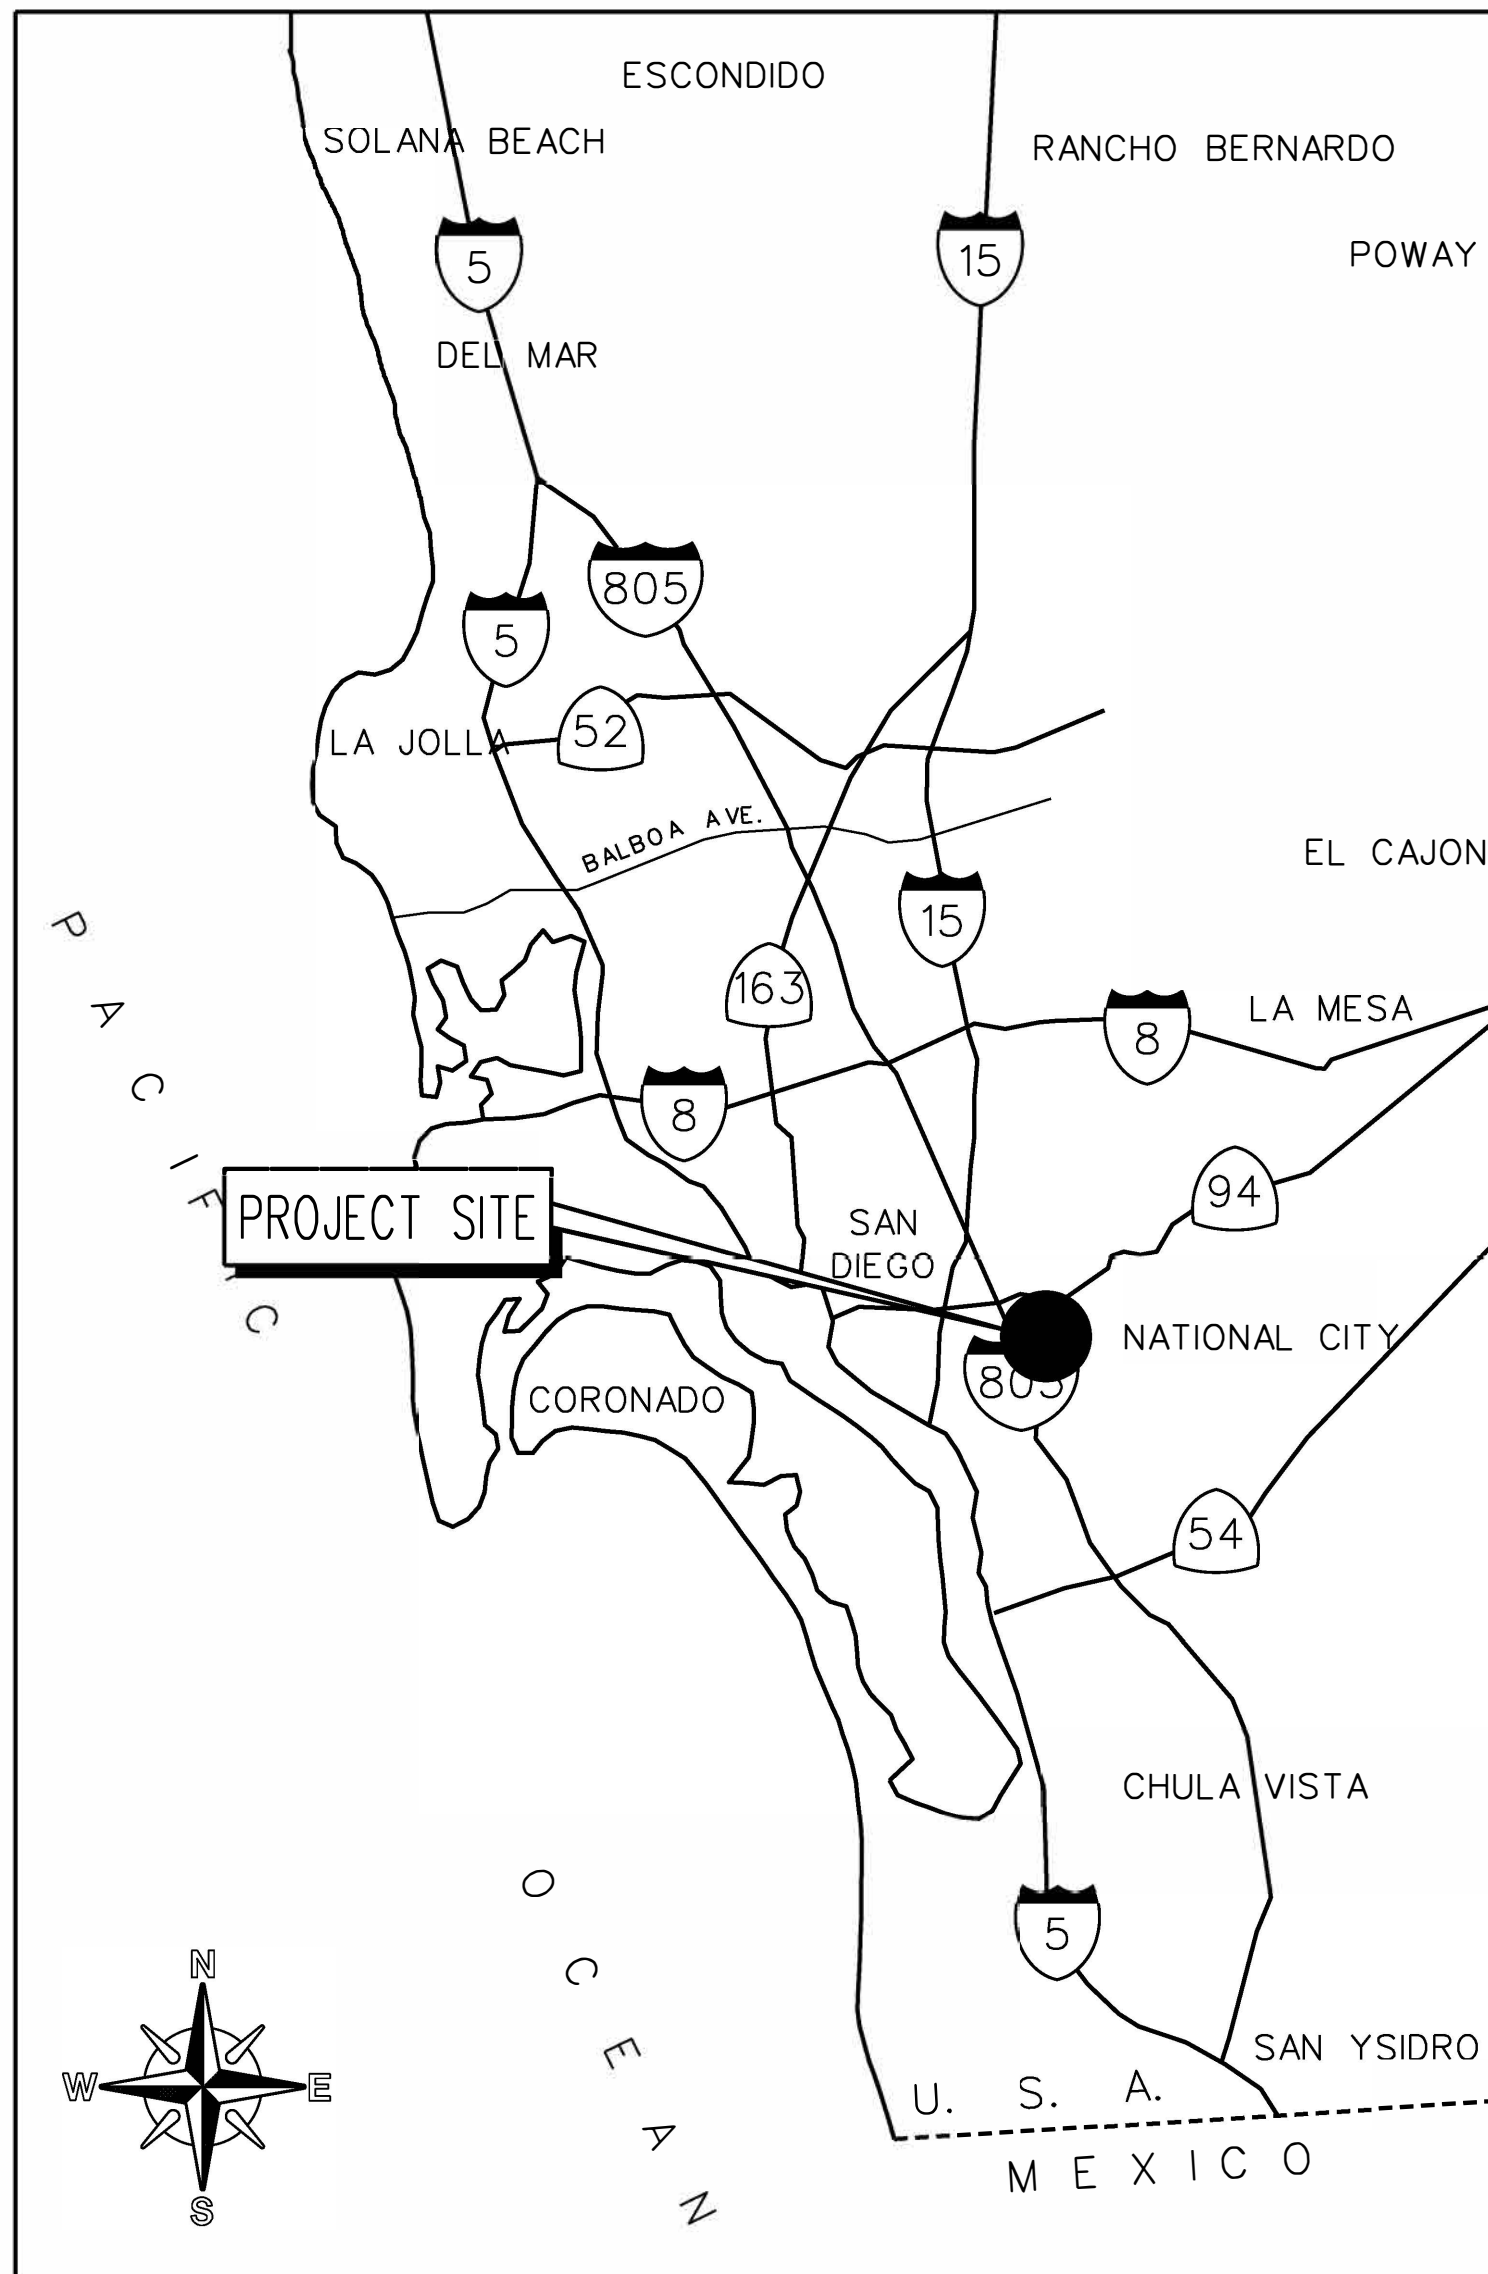 ESCONDIDO
SOLANA BEACH
RANCHO BERNARDO
5
15
POWAY
DEL MAR
805
5
52
LA JOLLA
BALBOA AVE.
EL CAJON
15
163
LA MESA
8
8
PACIFIC
94
PROJECT SITE
SAN
DIEGO
NATIONAL CITY
805
CORONADO
54
CHULA VISTA
OCEAN
5
N
W
E
S
SAN YSIDRO
U. S. A.
MEXICO